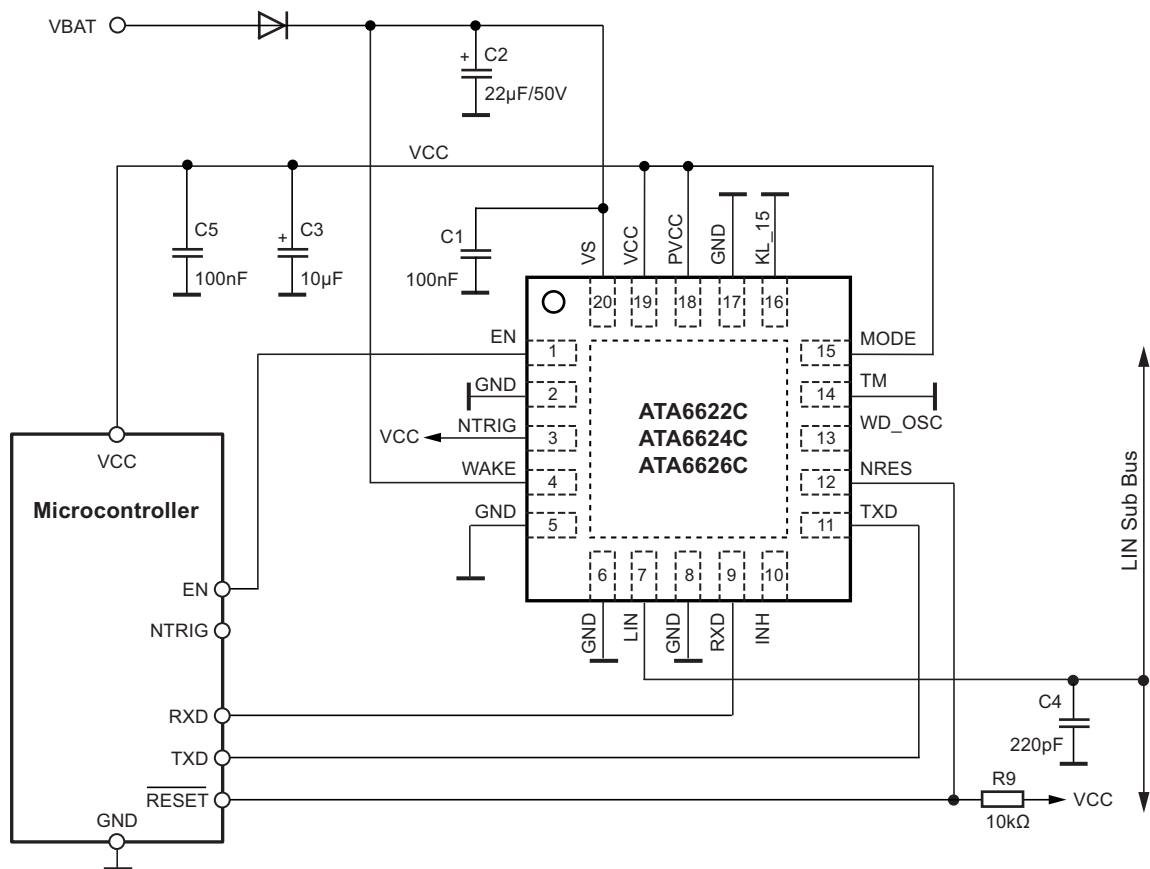 VBAT
+
C2
22µF/50V
VCC
C5
100nF
+
C3
10µF
C1
100nF
VS
VCC
PVCC
GND
KL_15
20
19
18
17
16
EN
1
GND
2
VCC
NTRIG
3
WAKE
4
GND
5
ATA6622C
ATA6624C
ATA6626C
15
MODE
14
TM
WD_OSC
13
12
NRES
11
TXD
6
7
8
9
10
GND
LIN
GND
RXD
INH
LIN Sub Bus
VCC
Microcontroller
EN
NTRIG
RXD
TXD
RESET
GND
C4
220pF
R9
10kΩ
VCC